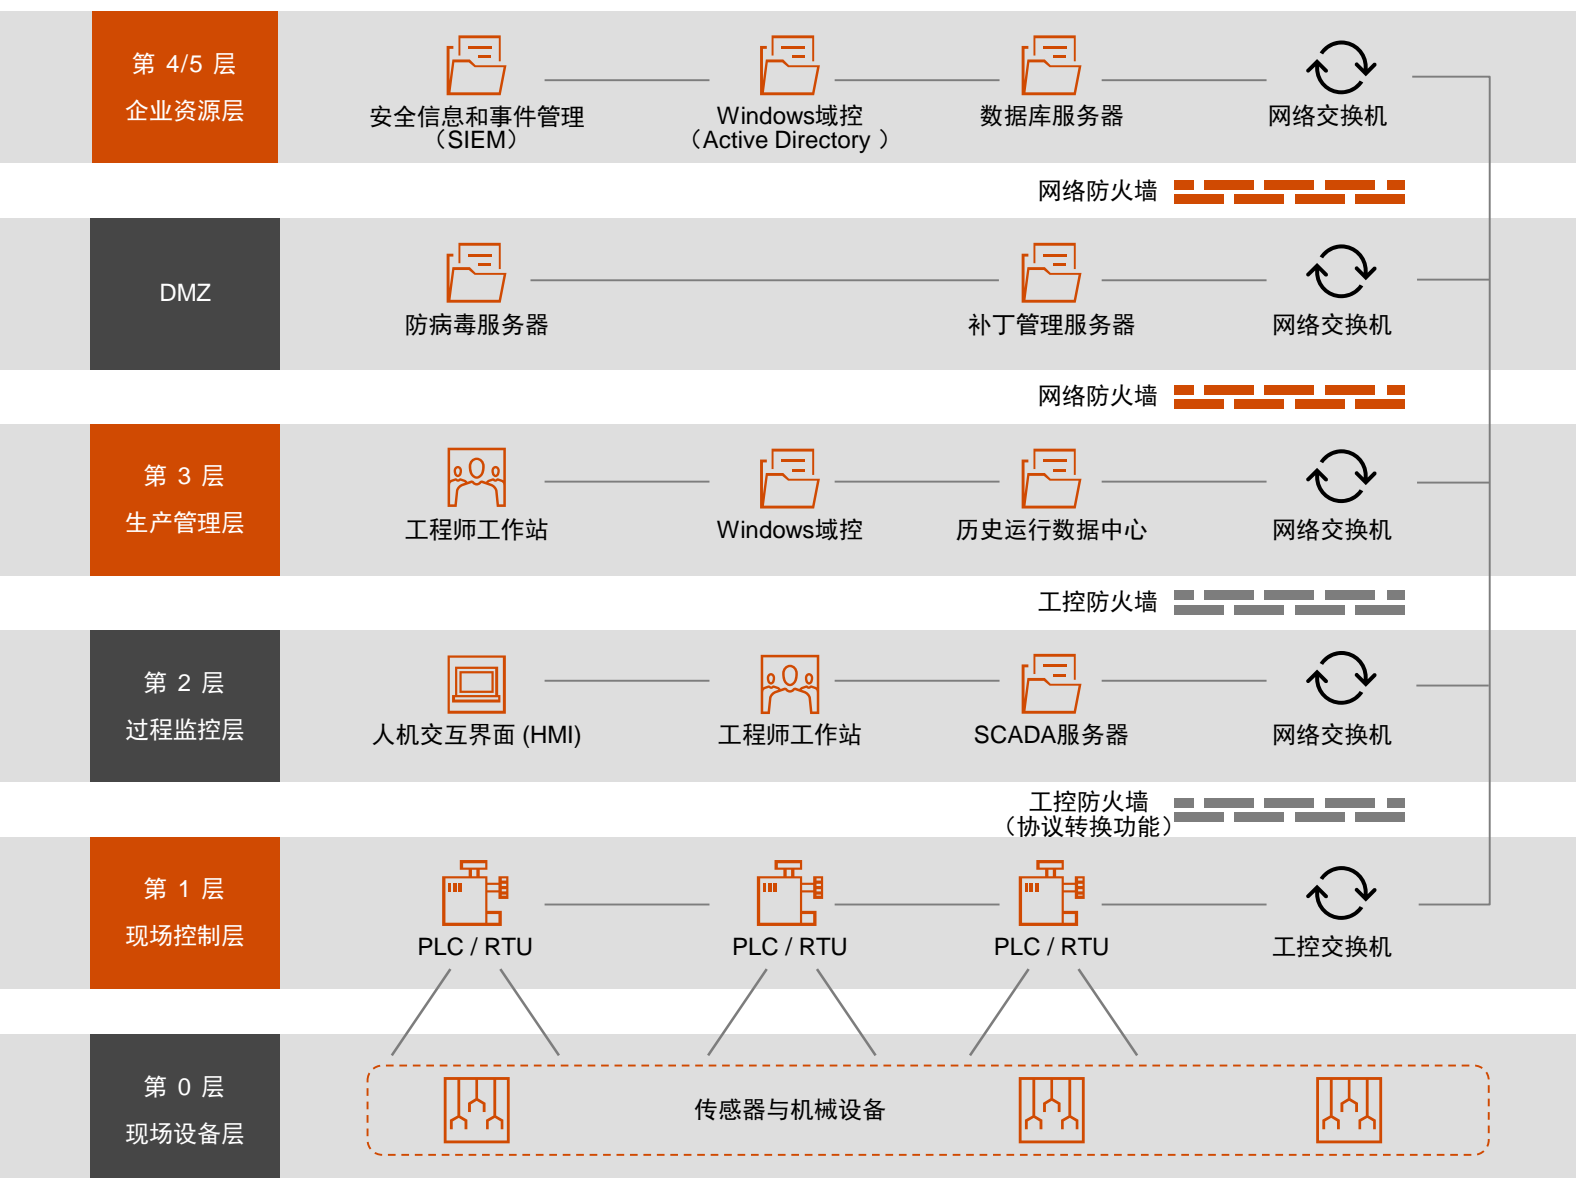 第 4/5 层
企业资源层
安全信息和事件管理
（SIEM）
Windows域控
（Active Directory ）
数据库服务器
网络交换机
网络防火墙
DMZ
防病毒服务器
补丁管理服务器
网络交换机
网络防火墙
第 3 层
生产管理层
工程师工作站
Windows域控
历史运行数据中心
网络交换机
工控防火墙
第 2 层
过程监控层
人机交互界面 (HMI)
工程师工作站
SCADA服务器
网络交换机
工控防火墙
（协议转换功能）
第 1 层
现场控制层
PLC / RTU
PLC / RTU
PLC / RTU
工控交换机
第 0 层
现场设备层
传感器与机械设备